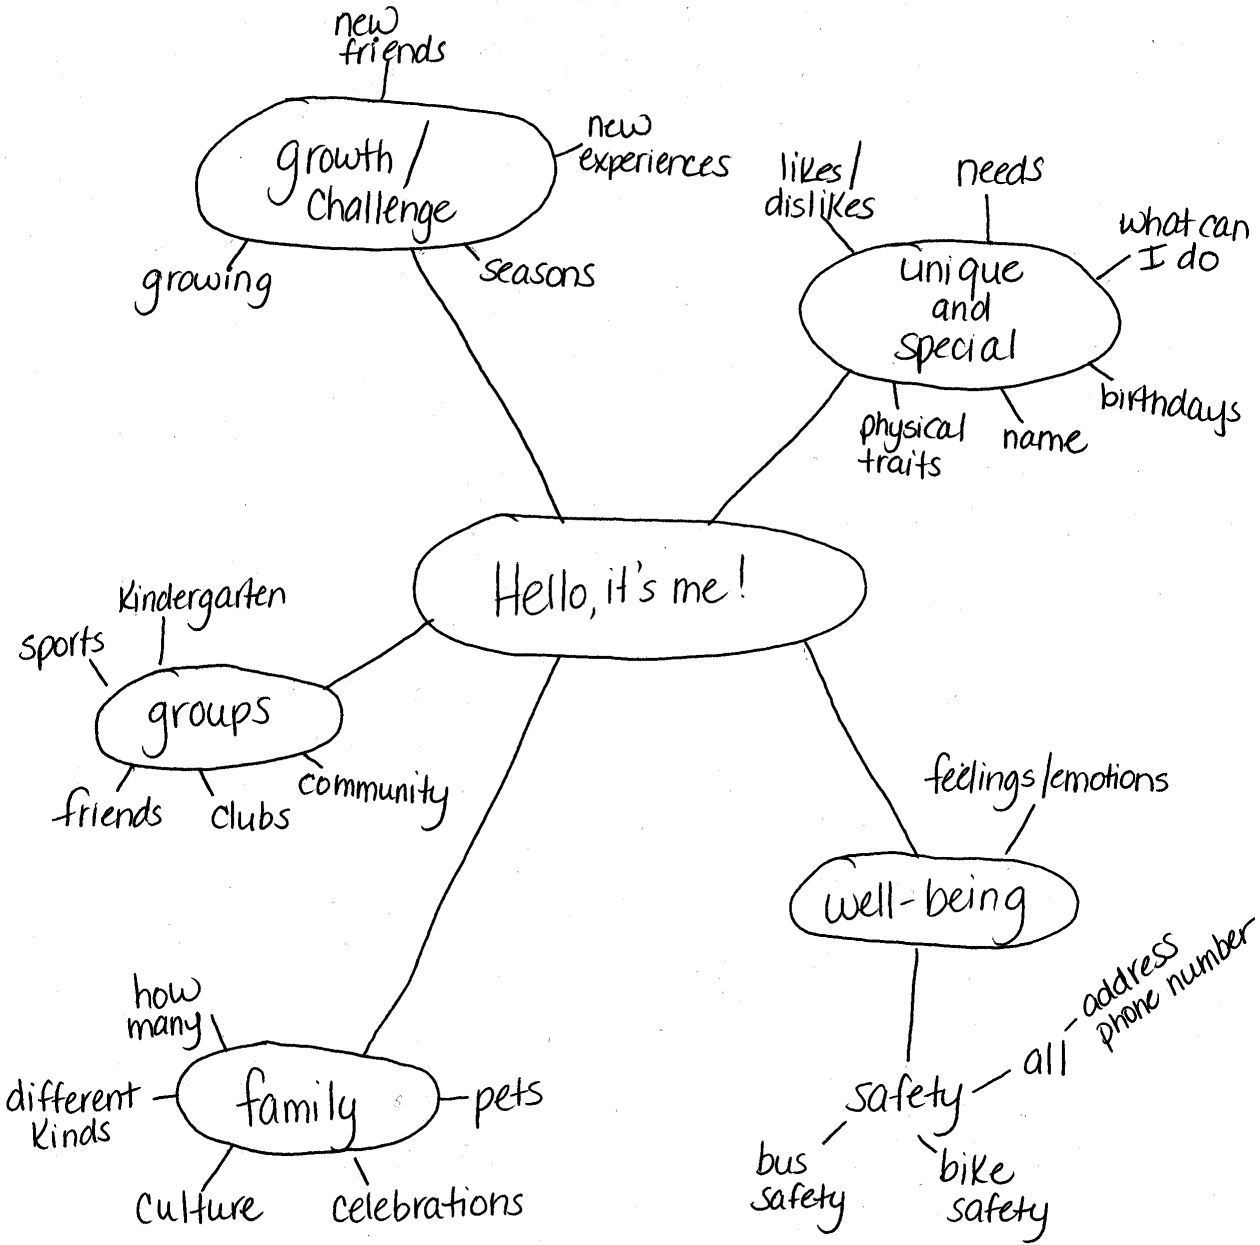 new
friends
growth /
Challenge
new
experiences
growing
seasons
likes/
dislikes
needs
what can
I do
unique
and
special
birthdays
physical
traits
name
Hello, it's me!
Kindergarten
sports
groups
friends
clubs
community
feelings/emotions
well-being
address
phone number
all
safety
bus
safety
bike
safety
how
many
different
kinds
family
pets
culture
celebrations